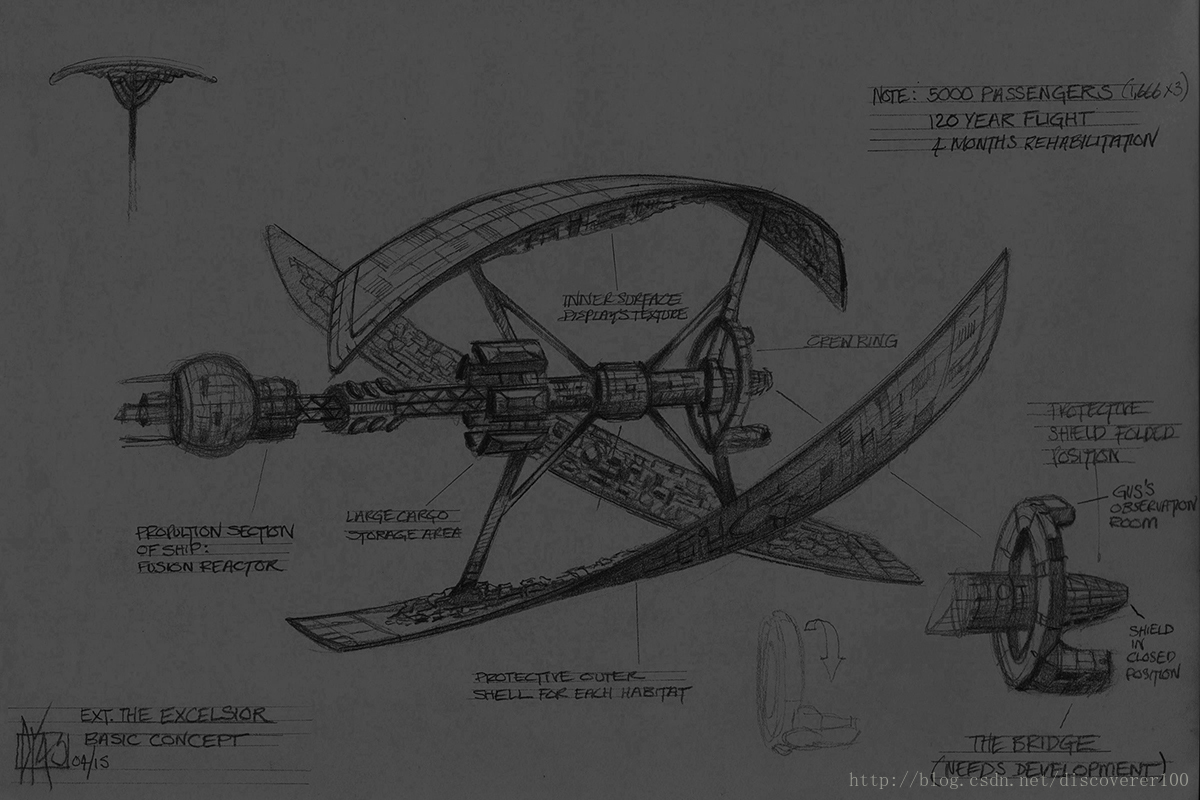 NOTE: 5000 PASSENGERS (1,666 x3)
120 YEAR FLIGHT
4 MONTHS REHABILITATION
INNER SURFACE
DISPLAYS TEXTURE
CREW RING
PROTECTIVE
SHIELD FOLDED
POSITION
GUS'S
OBSERVATION
ROOM
PROPULTION SECTION
OF SHIP:
FUSION REACTOR
LARGE CARGO
STORAGE AREA
SHIELD
IN
CLOSED
POSITION
PROTECTIVE OUTER
SHELL FOR EACH HABITAT
EXT. THE EXCELSIOR
BASIC CONCEPT
04/15
THE BRIDGE
(NEEDS DEVELOPMENT)
http://blog.csdn.net/discoverer100